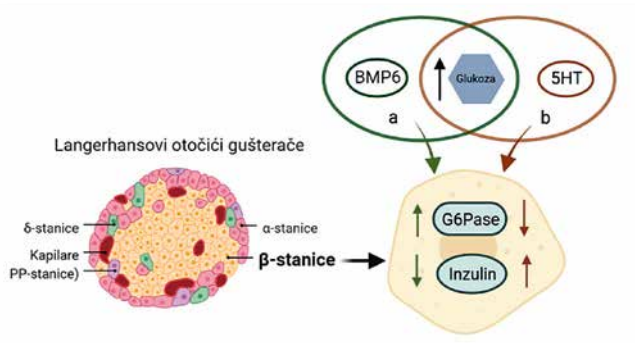 BMP6
Glukoza
5HT
a
b
Langerhansovi otočići gušterače
δ-stanice
α-stanice
Kapilare
β-stanice
PP-stanice)
G6Pase
Inzulin